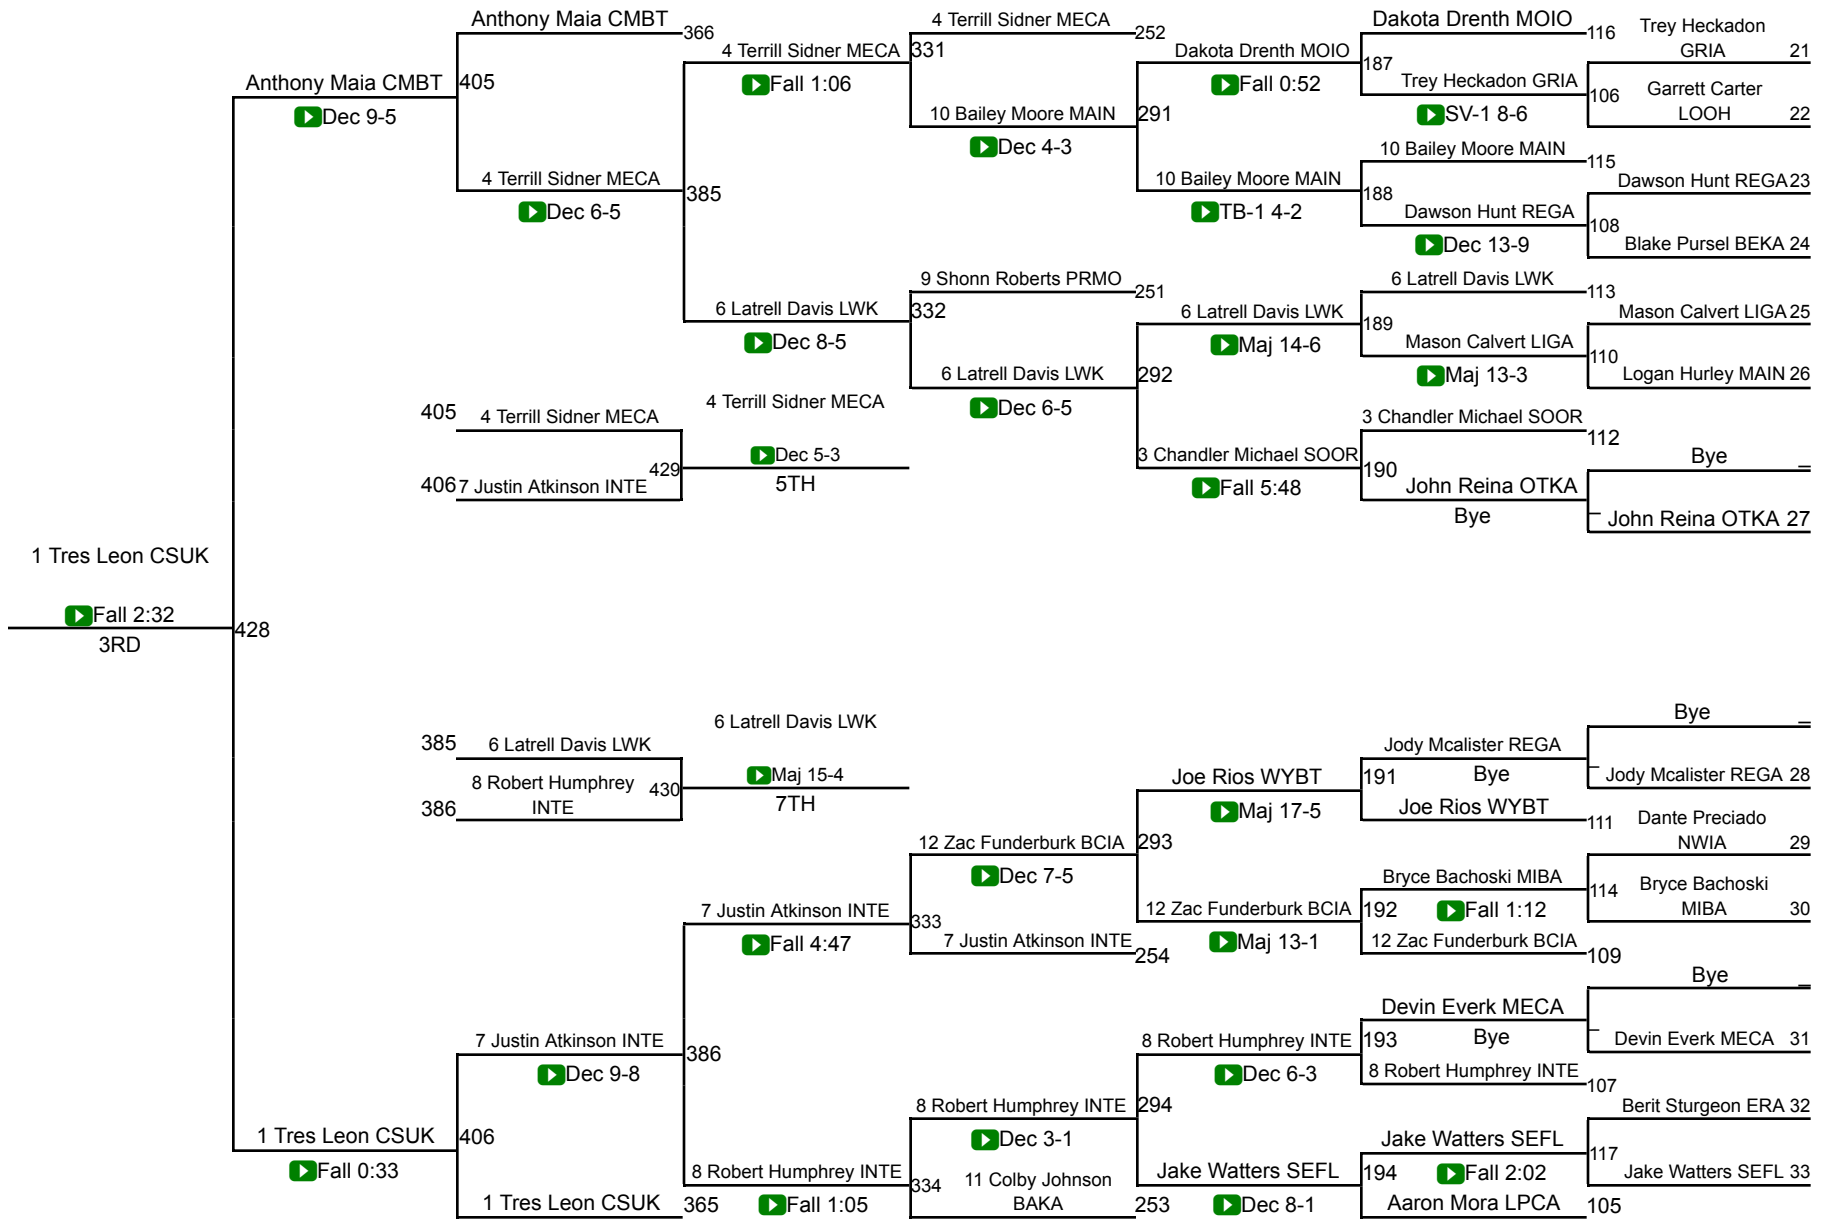 Anthony Maia CMBT
366
4 Terrill Sidner MECA
252
Dakota Drenth MOIO
116
Trey Heckadon
GRIA 21
4 Terrill Sidner MECA
331
Dakota Drenth MOIO
187
Fall 1:06
Fall 0:52
Trey Heckadon GRIA
106
Garrett Carter
LOOH 22
Anthony Maia CMBT
405
Dec 9-5
10 Bailey Moore MAIN
291
SV-1 8-6
Dec 4-3
10 Bailey Moore MAIN
115
4 Terrill Sidner MECA
385
10 Bailey Moore MAIN
188
Dawson Hunt REGA 23
Dec 6-5
TB-1 4-2
Dawson Hunt REGA
108
Dec 13-9
Blake Pursel BEKA 24
9 Shonn Roberts PRMO
251
6 Latrell Davis LWK
113
6 Latrell Davis LWK
332
6 Latrell Davis LWK
189
Mason Calvert LIGA 25
Dec 8-5
Maj 14-6
Mason Calvert LIGA
110
6 Latrell Davis LWK
292
Maj 13-3
Logan Hurley MAIN 26
405
4 Terrill Sidner MECA
4 Terrill Sidner MECA
Dec 6-5
3 Chandler Michael SOOR
112
429
Dec 5-3
3 Chandler Michael SOOR
190
Bye _
406
7 Justin Atkinson INTE
5TH
Fall 5:48
John Reina OTKA
_
Bye
John Reina OTKA 27
1 Tres Leon CSUK
Fall 2:32
428
3RD
6 Latrell Davis LWK
Bye _
385
6 Latrell Davis LWK
Jody Mcalister REGA
_
8 Robert Humphrey
INTE
386
430
Maj 15-4
7TH
Joe Rios WYBT
191
Bye
Jody Mcalister REGA 28
Maj 17-5
Joe Rios WYBT
111
Dante Preciado
NWIA 29
12 Zac Funderburk BCIA
293
Dec 7-5
Bryce Bachoski MIBA
114
Bryce Bachoski
MIBA 30
7 Justin Atkinson INTE
333
12 Zac Funderburk BCIA
192
Fall 1:12
Fall 4:47
7 Justin Atkinson INTE
254
Maj 13-1
12 Zac Funderburk BCIA
109
Bye _
Devin Everk MECA
_
7 Justin Atkinson INTE
386
8 Robert Humphrey INTE
193
Bye
Devin Everk MECA 31
Dec 9-8
Dec 6-3
8 Robert Humphrey INTE
107
8 Robert Humphrey INTE
294
Berit Sturgeon ERA 32
1 Tres Leon CSUK
406
Dec 3-1
Jake Watters SEFL
117
Fall 0:33
8 Robert Humphrey INTE
334
11 Colby Johnson
BAKA
253
Jake Watters SEFL
194
Fall 2:02
Jake Watters SEFL 33
1 Tres Leon CSUK
365
Fall 1:05
Dec 8-1
Aaron Mora LPCA
105